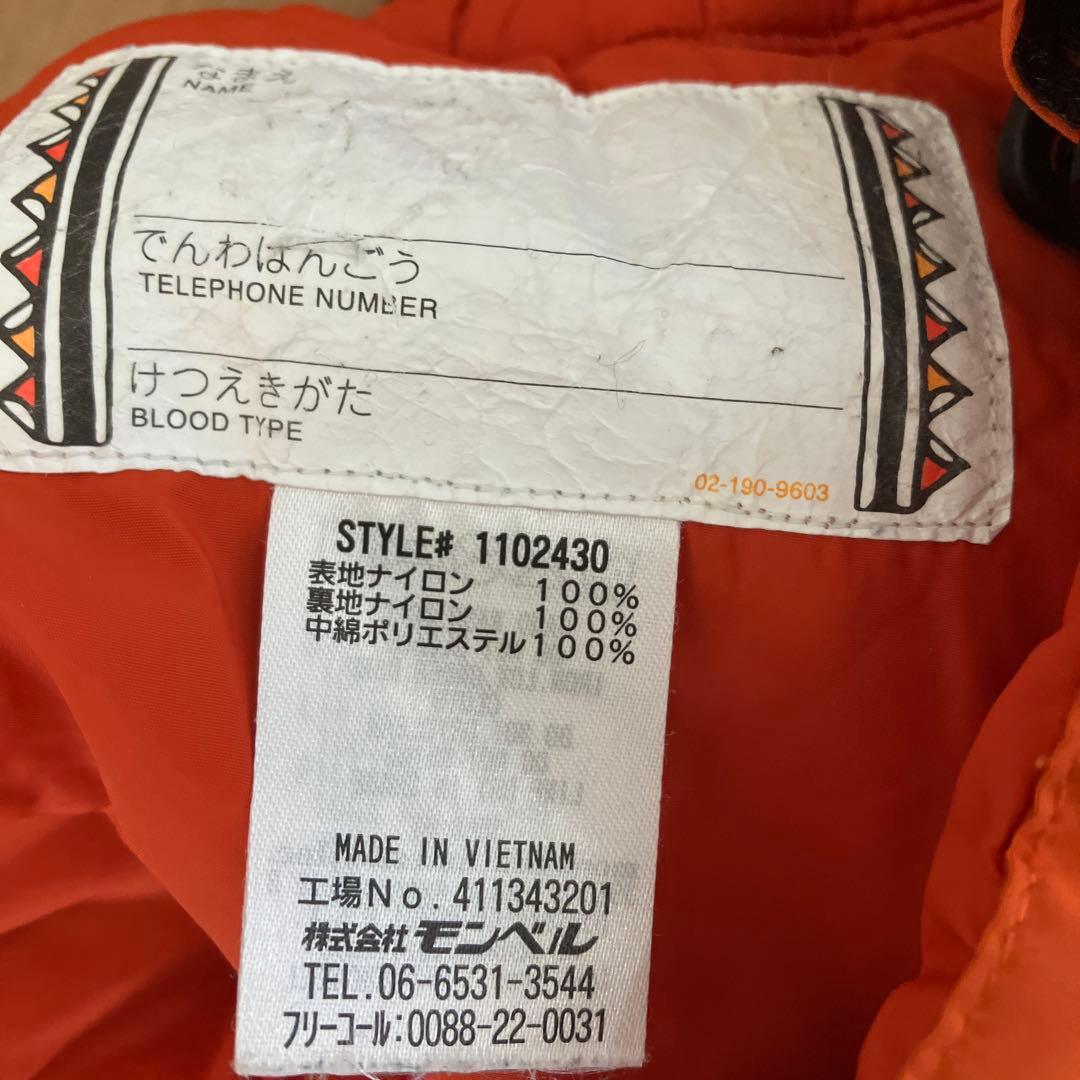 なまえ
NAME
でんわばんごう
TELEPHONE NUMBER
けつえきがた
BLOOD TYPE
02-190-9603
STYLE# 1102430
表地ナイロン 100%
裏地ナイロン 100%
中綿ポリエステル100%
MADE IN VIETNAM
工場No. 411343201
株式会社モンベル
TEL.06-6531-3544
フリーコール:0088-22-0031